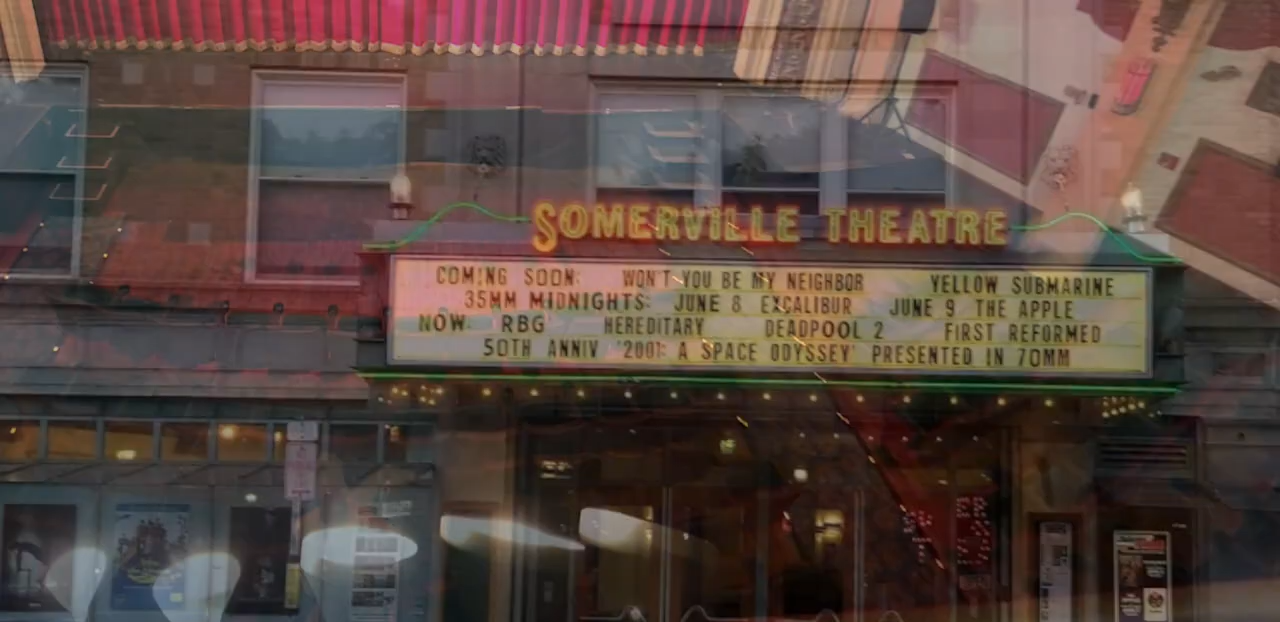 SOMERVILLE THEATRE
COMING SOON: WON'T YOU BE MY NEIGHBOR YELLOW SUBMARINE
35MM MIDNIGHTS: JUNE 8 EXCALIBUR JUNE 9 THE APPLE
NOW: RBG HEREDITARY DEADPOOL 2 FIRST REFORMED
50TH ANNIV '2001: A SPACE ODYSSEY' PRESENTED IN 70MM